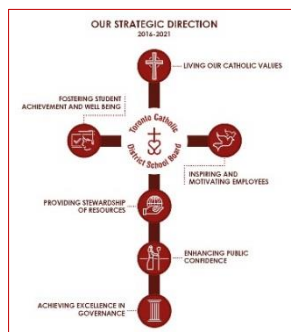 OUR STRATEGIC DIRECTION
2016-2021
LIVING OUR CATHOLIC VALUES
FOSTERING STUDENT
ACHIEVEMENT AND WELL BEING
Toronto Catholic
District School Board
INSPIRING AND
MOTIVATING EMPLOYEES
PROVIDING STEWARDSHIP
OF RESOURCES
ENHANCING PUBLIC
CONFIDENCE
ACHIEVING EXCELLENCE IN
GOVERNANCE